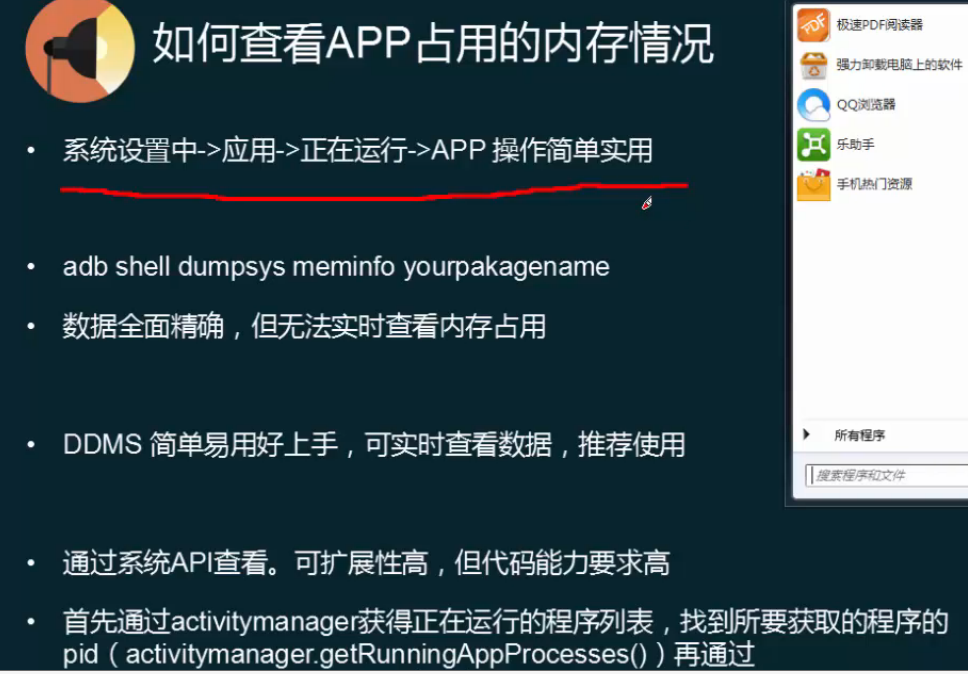 如何查看APP占用的内存情况
• 系统设置中->应用->正在运行->APP 操作简单实用
• adb shell dumpsys meminfo yourpakagename
• 数据全面精确，但无法实时查看内存占用
• DDMS 简单易用好上手，可实时查看数据，推荐使用
• 通过系统API查看。可扩展性高，但代码能力要求高
• 首先通过activitymanager获得正在运行的程序列表，找到所要获取的程序的
pid（activitymanager.getRunningAppProcesses()）再通过
PDF
极速PDF阅读器
强力卸载电脑上的软件
QQ浏览器
乐助手
手机热门资源
所有程序
搜索程序和文件